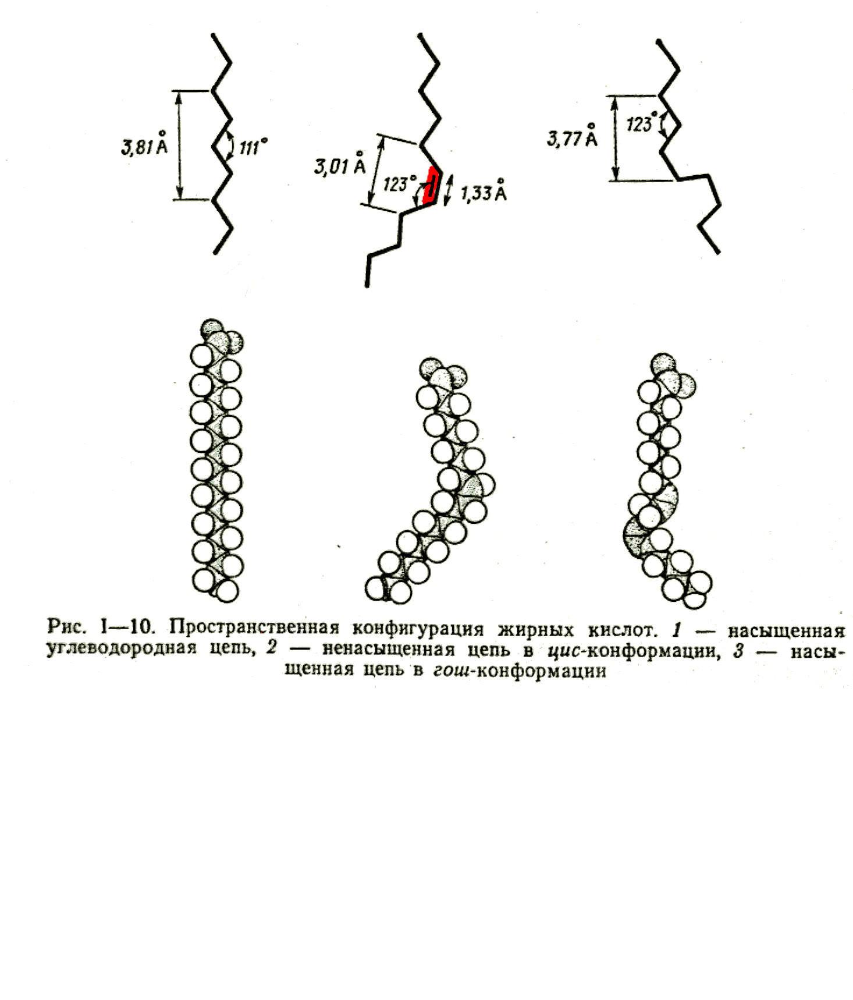 3,81 Å
111°
3,01 Å
123°
1,33 Å
3,77 Å
123°
Рис. I—10. Пространственная конфигурация жирных кислот. 1 — насыщенная
углеводородная цепь, 2 — ненасыщенная цепь в цис-конформации, 3 — насы-
щенная цепь в гош-конформации